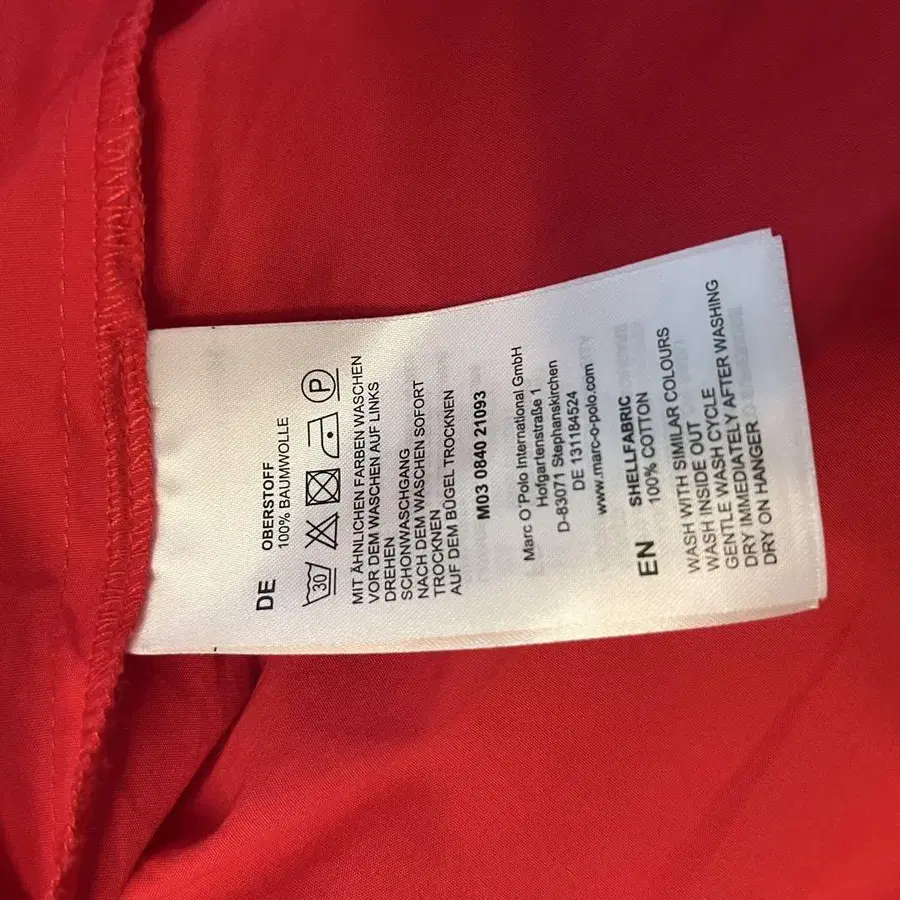 DE OBERSTOFF
100% BAUMWOLLE
30 P
MIT ÄHNLICHEN FARBEN WASCHEN
VOR DEM WASCHEN AUF LINKS
DREHEN
SCHONWASCHGANG
NACH DEM WASCHEN SOFORT
TROCKNEN
AUF DEM BÜGEL TROCKNEN
M03 0840 21093
Marc O'Polo International GmbH
Hofgartenstraße 1
D-83071 Stephanskirchen
DE 131184524
www.marc-o-polo.com
EN SHELLFABRIC
100% COTTON
WASH WITH SIMILAR COLOURS
WASH INSIDE OUT
GENTLE WASH CYCLE
DRY IMMEDIATELY AFTER WASHING
DRY ON HANGER